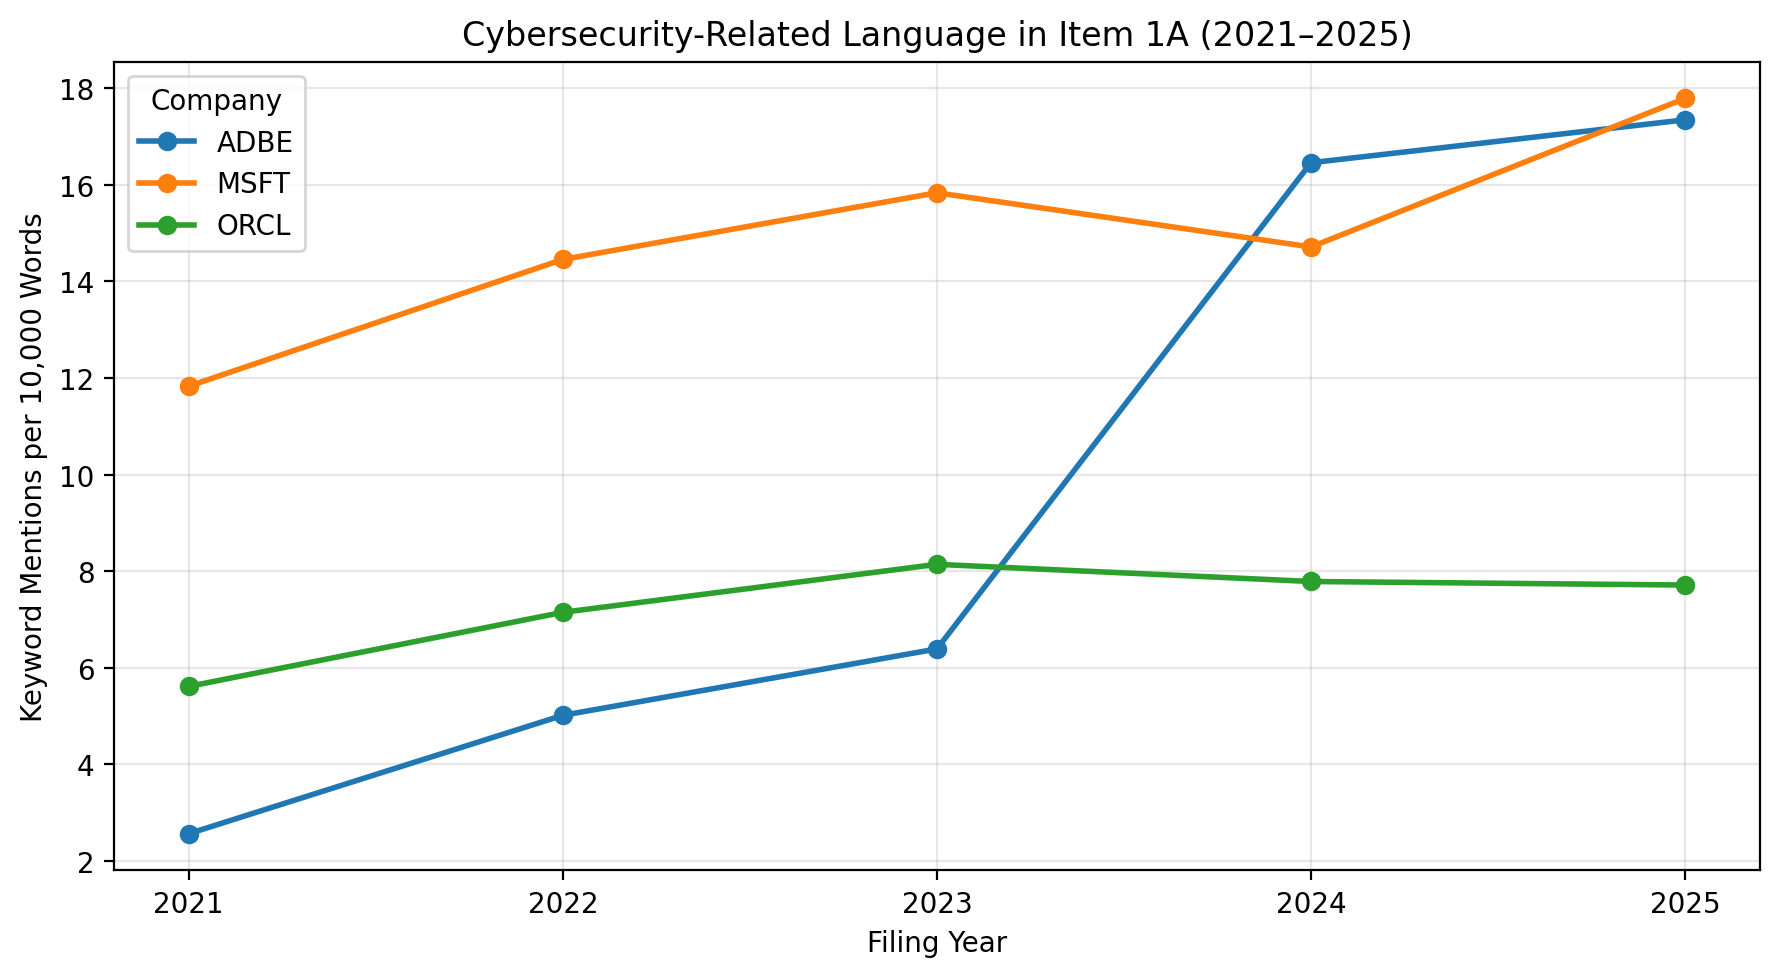 Cybersecurity-Related Language in Item 1A (2021–2025)
Company
ADBE
MSFT
ORCL
Keyword Mentions per 10,000 Words
18
16
14
12
10
8
6
4
2
2021 2022 2023 2024 2025
Filing Year